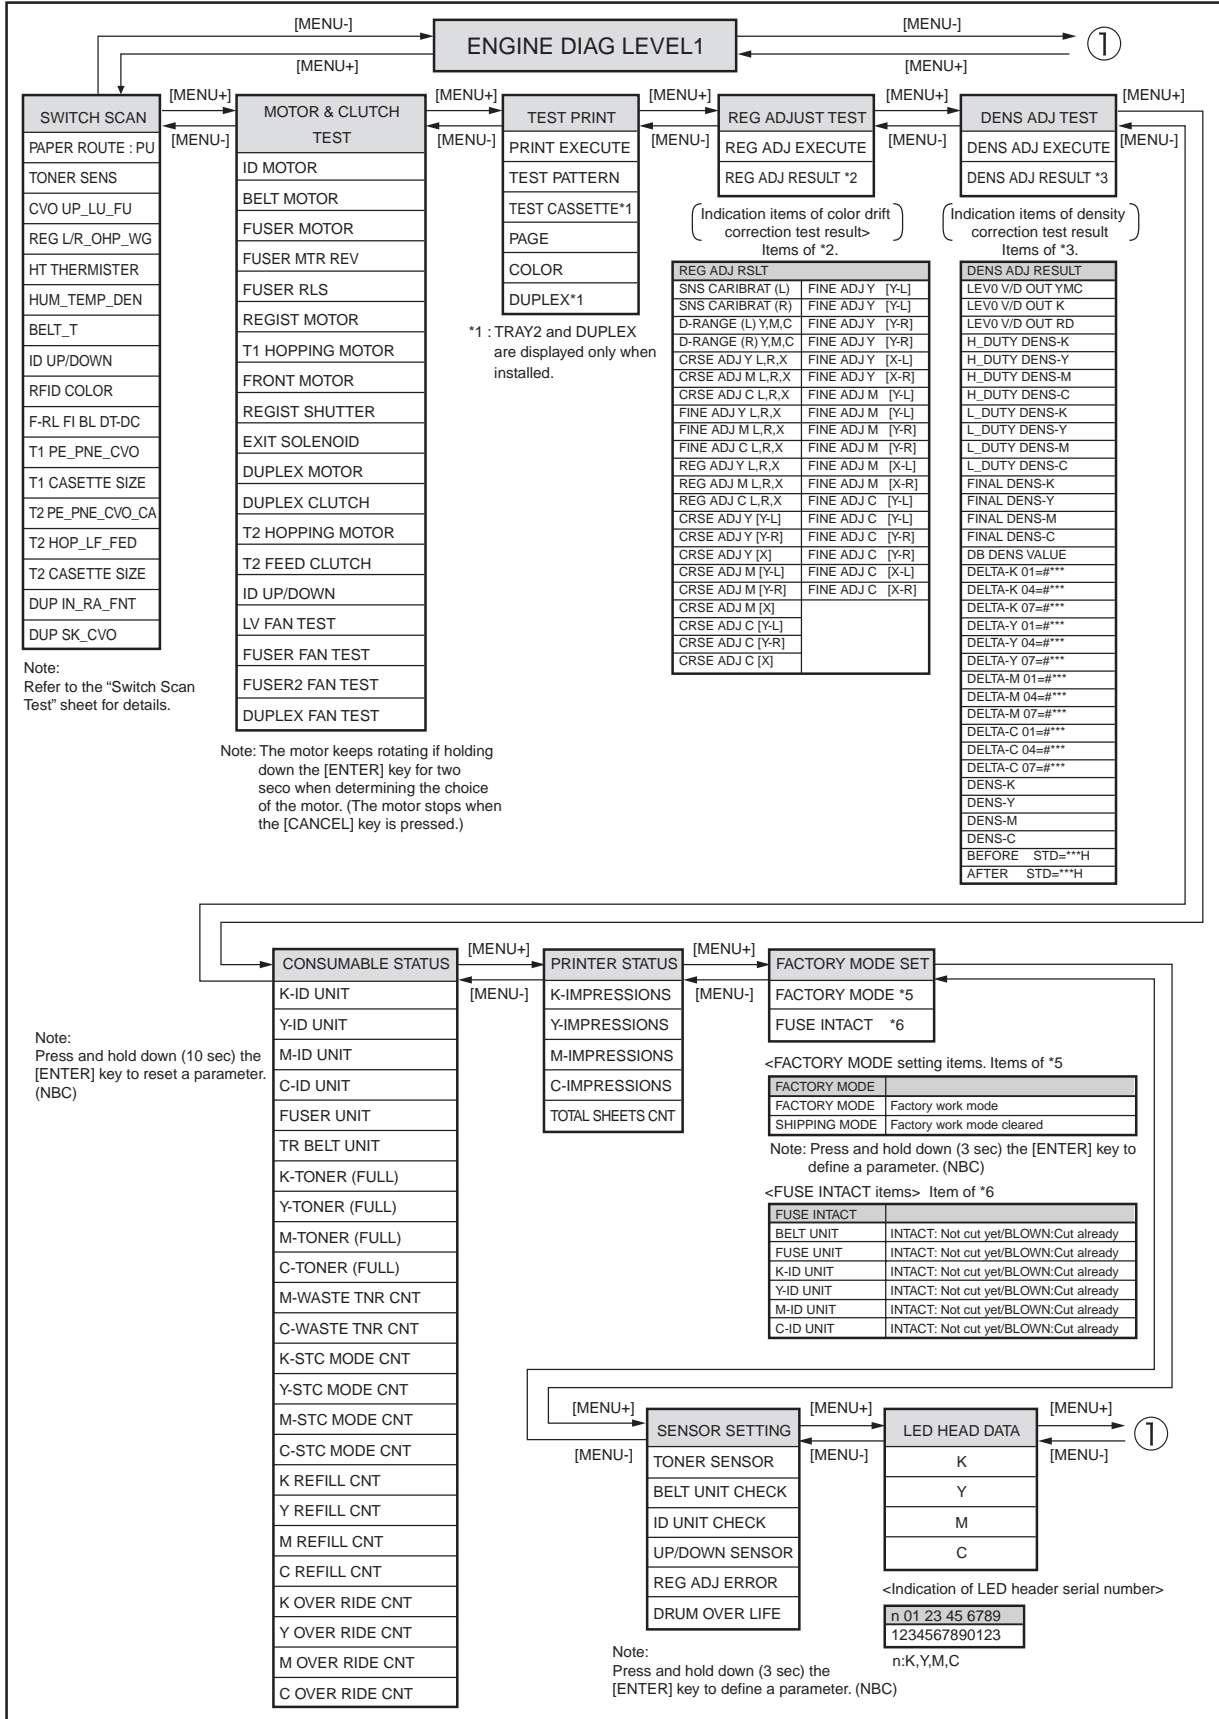 [MENU-]
[MENU-]
ENGINE DIAG LEVEL1
①
[MENU+]
[MENU+]
[MENU+]
[MENU-]
[MENU+]
[MENU-]
[MENU+]
[MENU-]
[MENU+]
[MENU-]
[MENU+]
[MENU-]
SWITCH SCAN
PAPER ROUTE : PU
TONER SENS
CVO UP_LU_FU
REG L/R_OHP_WG
HT THERMISTER
HUM_TEMP_DEN
BELT_T
ID UP/DOWN
RFID COLOR
F-RL FI BL DT-DC
T1 PE_PNE_CVO
T1 CASETTE SIZE
T2 PE_PNE_CVO_CA
T2 HOP_LF_FED
T2 CASETTE SIZE
DUP IN_RA_FNT
DUP SK_CVO
Note:
Refer to the “Switch Scan
Test” sheet for details.
MOTOR & CLUTCH
TEST
ID MOTOR
BELT MOTOR
FUSER MOTOR
FUSER MTR REV
FUSER RLS
REGIST MOTOR
T1 HOPPING MOTOR
FRONT MOTOR
REGIST SHUTTER
EXIT SOLENOID
DUPLEX MOTOR
DUPLEX CLUTCH
T2 HOPPING MOTOR
T2 FEED CLUTCH
ID UP/DOWN
LV FAN TEST
FUSER FAN TEST
FUSER2 FAN TEST
DUPLEX FAN TEST
Note: The motor keeps rotating if holding
down the [ENTER] key for two
seco when determining the choice
of the motor. (The motor stops when
the [CANCEL] key is pressed.)
TEST PRINT
PRINT EXECUTE
TEST PATTERN
TEST CASSETTE*1
PAGE
COLOR
DUPLEX*1
*1 : TRAY2 and DUPLEX
are displayed only when
installed.
REG ADJUST TEST
REG ADJ EXECUTE
REG ADJ RESULT *2
Indication items of color drift
correction test result>
Items of *2.
REG ADJ RSLT
SNS CARIBRAT (L) FINE ADJ Y [Y-L]
SNS CARIBRAT (R) FINE ADJ Y [Y-L]
D-RANGE (L) Y,M,C FINE ADJ Y [Y-R]
D-RANGE (R) Y,M,C FINE ADJ Y [Y-R]
CRSE ADJ Y L,R,X FINE ADJ Y [X-L]
CRSE ADJ M L,R,X FINE ADJ Y [X-R]
CRSE ADJ C L,R,X FINE ADJ M [Y-L]
FINE ADJ Y L,R,X FINE ADJ M [Y-L]
FINE ADJ M L,R,X FINE ADJ M [Y-R]
FINE ADJ C L,R,X FINE ADJ M [Y-R]
REG ADJ Y L,R,X FINE ADJ M [X-L]
REG ADJ M L,R,X FINE ADJ M [X-R]
REG ADJ C L,R,X FINE ADJ C [Y-L]
CRSE ADJ Y [Y-L] FINE ADJ C [Y-L]
CRSE ADJ Y [Y-R] FINE ADJ C [Y-R]
CRSE ADJ Y [X] FINE ADJ C [Y-R]
CRSE ADJ M [Y-L] FINE ADJ C [X-L]
CRSE ADJ M [Y-R] FINE ADJ C [X-R]
CRSE ADJ M [X]
CRSE ADJ C [Y-L]
CRSE ADJ C [Y-R]
CRSE ADJ C [X]
DENS ADJ TEST
DENS ADJ EXECUTE
DENS ADJ RESULT *3
Indication items of density
correction test result
Items of *3.
DENS ADJ RESULT
LEV0 V/D OUT YMC
LEV0 V/D OUT K
LEV0 V/D OUT RD
H_DUTY DENS-K
H_DUTY DENS-Y
H_DUTY DENS-M
H_DUTY DENS-C
L_DUTY DENS-K
L_DUTY DENS-Y
L_DUTY DENS-M
L_DUTY DENS-C
FINAL DENS-K
FINAL DENS-Y
FINAL DENS-M
FINAL DENS-C
DB DENS VALUE
DELTA-K 01=#***
DELTA-K 04=#***
DELTA-K 07=#***
DELTA-Y 01=#***
DELTA-Y 04=#***
DELTA-Y 07=#***
DELTA-M 01=#***
DELTA-M 04=#***
DELTA-M 07=#***
DELTA-C 01=#***
DELTA-C 04=#***
DELTA-C 07=#***
DENS-K
DENS-Y
DENS-M
DENS-C
BEFORE STD=***H
AFTER STD=***H
Note:
Press and hold down (10 sec) the
[ENTER] key to reset a parameter.
(NBC)
CONSUMABLE STATUS
K-ID UNIT
Y-ID UNIT
M-ID UNIT
C-ID UNIT
FUSER UNIT
TR BELT UNIT
K-TONER (FULL)
Y-TONER (FULL)
M-TONER (FULL)
C-TONER (FULL)
M-WASTE TNR CNT
C-WASTE TNR CNT
K-STC MODE CNT
Y-STC MODE CNT
M-STC MODE CNT
C-STC MODE CNT
K REFILL CNT
Y REFILL CNT
M REFILL CNT
C REFILL CNT
K OVER RIDE CNT
Y OVER RIDE CNT
M OVER RIDE CNT
C OVER RIDE CNT
[MENU+]
[MENU-]
PRINTER STATUS
K-IMPRESSIONS
Y-IMPRESSIONS
M-IMPRESSIONS
C-IMPRESSIONS
TOTAL SHEETS CNT
[MENU+]
[MENU-]
FACTORY MODE SET
FACTORY MODE *5
FUSE INTACT *6
<FACTORY MODE setting items. Items of *5
FACTORY MODE
FACTORY MODE Factory work mode
SHIPPING MODE Factory work mode cleared
Note: Press and hold down (3 sec) the [ENTER] key to
define a parameter. (NBC)
<FUSE INTACT items> Item of *6
FUSE INTACT
BELT UNIT INTACT: Not cut yet/BLOWN:Cut already
FUSE UNIT INTACT: Not cut yet/BLOWN:Cut already
K-ID UNIT INTACT: Not cut yet/BLOWN:Cut already
Y-ID UNIT INTACT: Not cut yet/BLOWN:Cut already
M-ID UNIT INTACT: Not cut yet/BLOWN:Cut already
C-ID UNIT INTACT: Not cut yet/BLOWN:Cut already
[MENU+]
[MENU-]
SENSOR SETTING
TONER SENSOR
BELT UNIT CHECK
ID UNIT CHECK
UP/DOWN SENSOR
REG ADJ ERROR
DRUM OVER LIFE
Note:
Press and hold down (3 sec) the
[ENTER] key to define a parameter. (NBC)
[MENU+]
[MENU-]
LED HEAD DATA
K
Y
M
C
[MENU+]
[MENU-]
①
<Indication of LED header serial number>
n 01 23 45 6789
1234567890123
n:K,Y,M,C